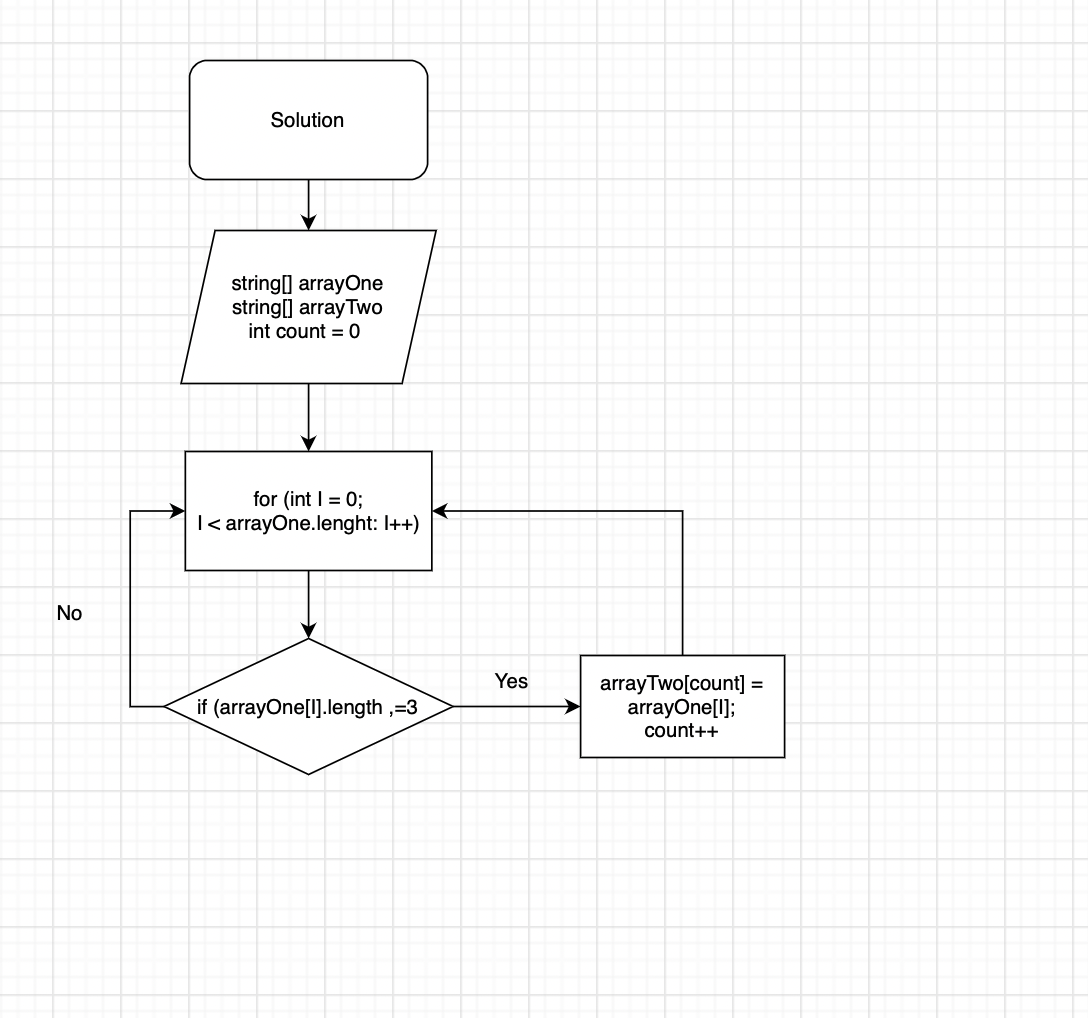 Solution
string[] arrayOne
string[] arrayTwo
int count = 0
for (int I = 0;
I < arrayOne.lenght: I++)
No
if (arrayOne[I].length ,=3
Yes
arrayTwo[count] =
arrayOne[I];
count++